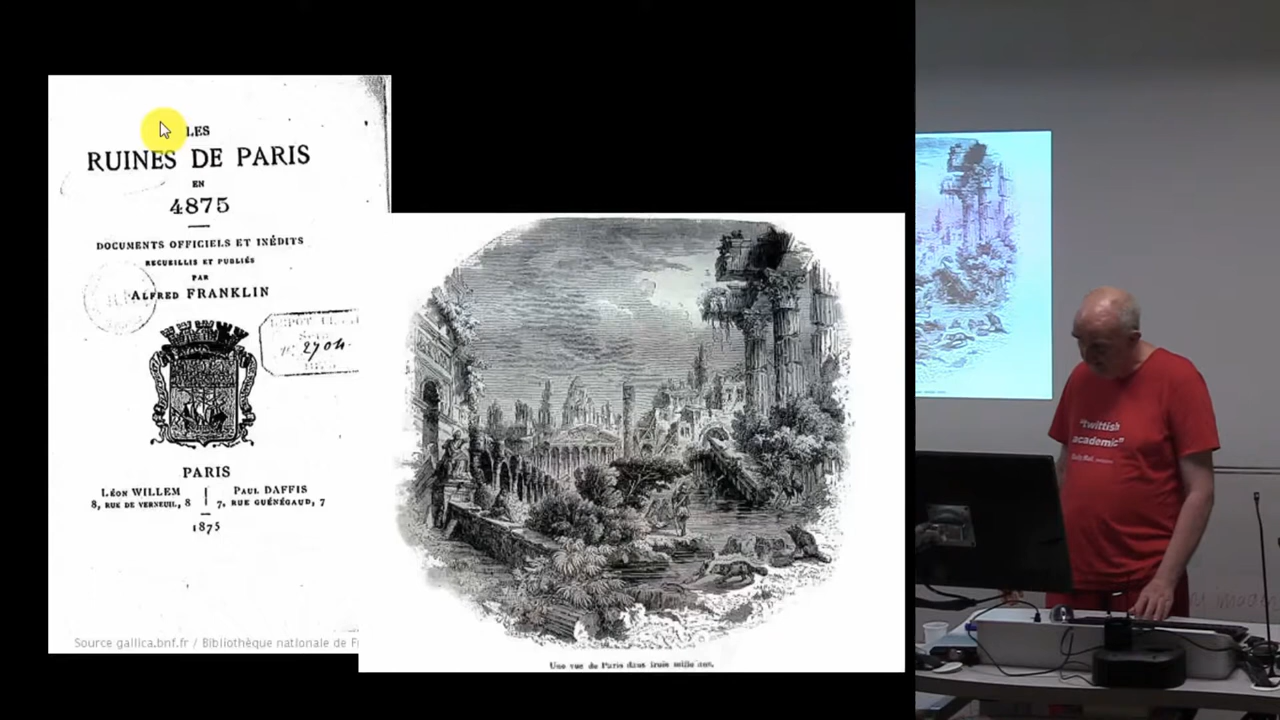 LES
RUINES DE PARIS
EN
4875
DOCUMENTS OFFICIELS ET INÉDITS
RECUEILLIS ET PUBLIÉS
PAR
ALFRED FRANKLIN
27 04.
PARIS
LÉON WILLEM
8, RUE DE VERNEUIL, 8
PAUL DAFFIS
7, RUE GUÉNÉGAUD, 7
1875
Source gallica.bnf.fr / Bibliothèque nationale de F
Une vue de Paris dans trois mille ans.
"twittish
academic"